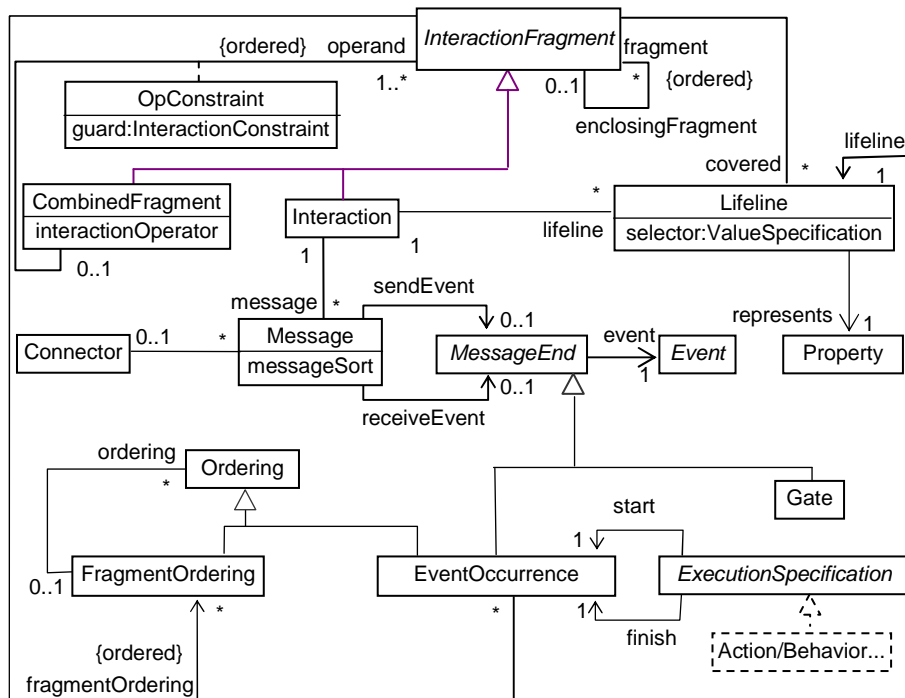 {ordered} operand InteractionFragment fragment
1..* 0..1 * {ordered}
OpConstraint
guard:InteractionConstraint
enclosingFragment
lifeline
covered * 1
CombinedFragment
interactionOperator
0..1
Interaction
1 1
* lifeline
Lifeline
selector:ValueSpecification
message *
sendEvent
0..1
represents 1
Connector
0..1 *
Message
messageSort
MessageEnd
event
1
Event
Property
receiveEvent
0..1
ordering *
Ordering
Gate
start
1
0..1
FragmentOrdering
EventOccurrence
ExecutionSpecification
* * 1
finish
{ordered}
fragmentOrdering
Action/Behavior...